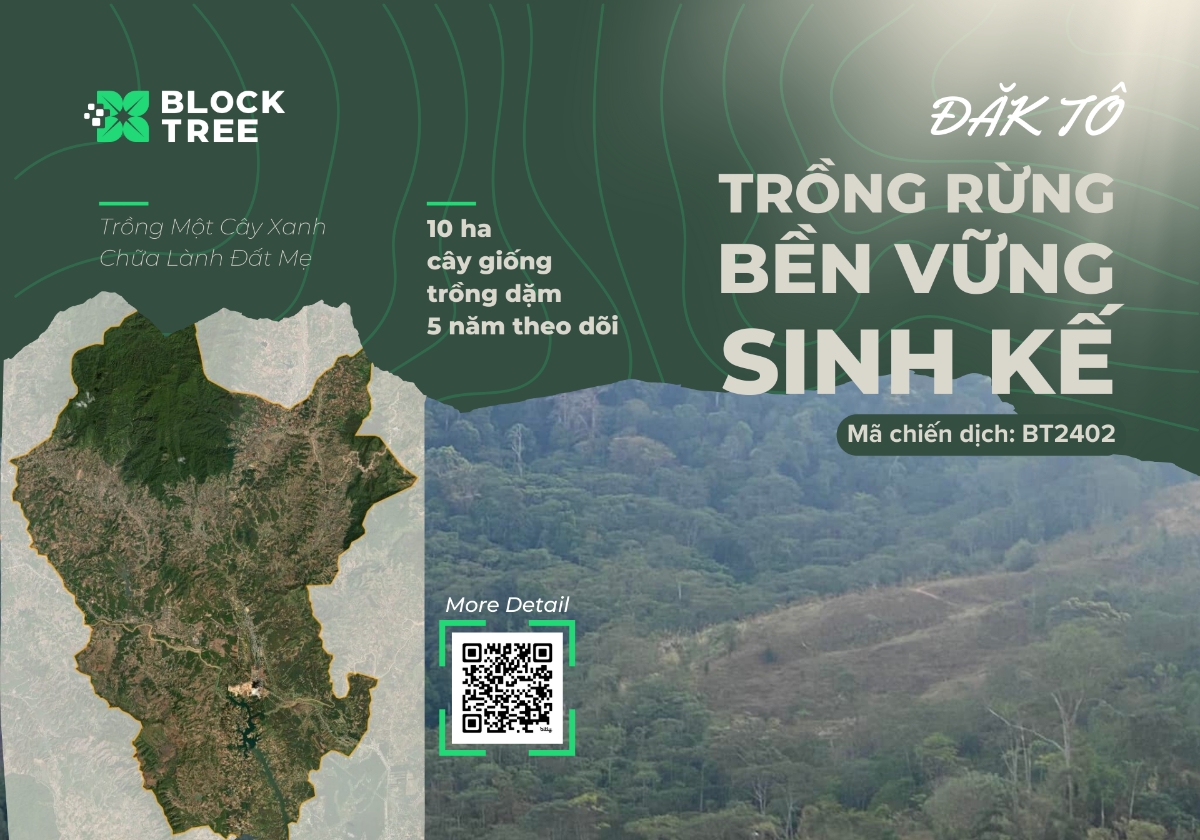 BLOCK
TREE
Trồng Một Cây Xanh
Chữa Lành Đất Mẹ
10 ha
cây giống
trồng dặm
5 năm theo dõi
ĐĂK TÔ
TRỒNG RỪNG
BỀN VỮNG
SINH KẾ
Mã chiến dịch: BT2402
More Detail
bitly